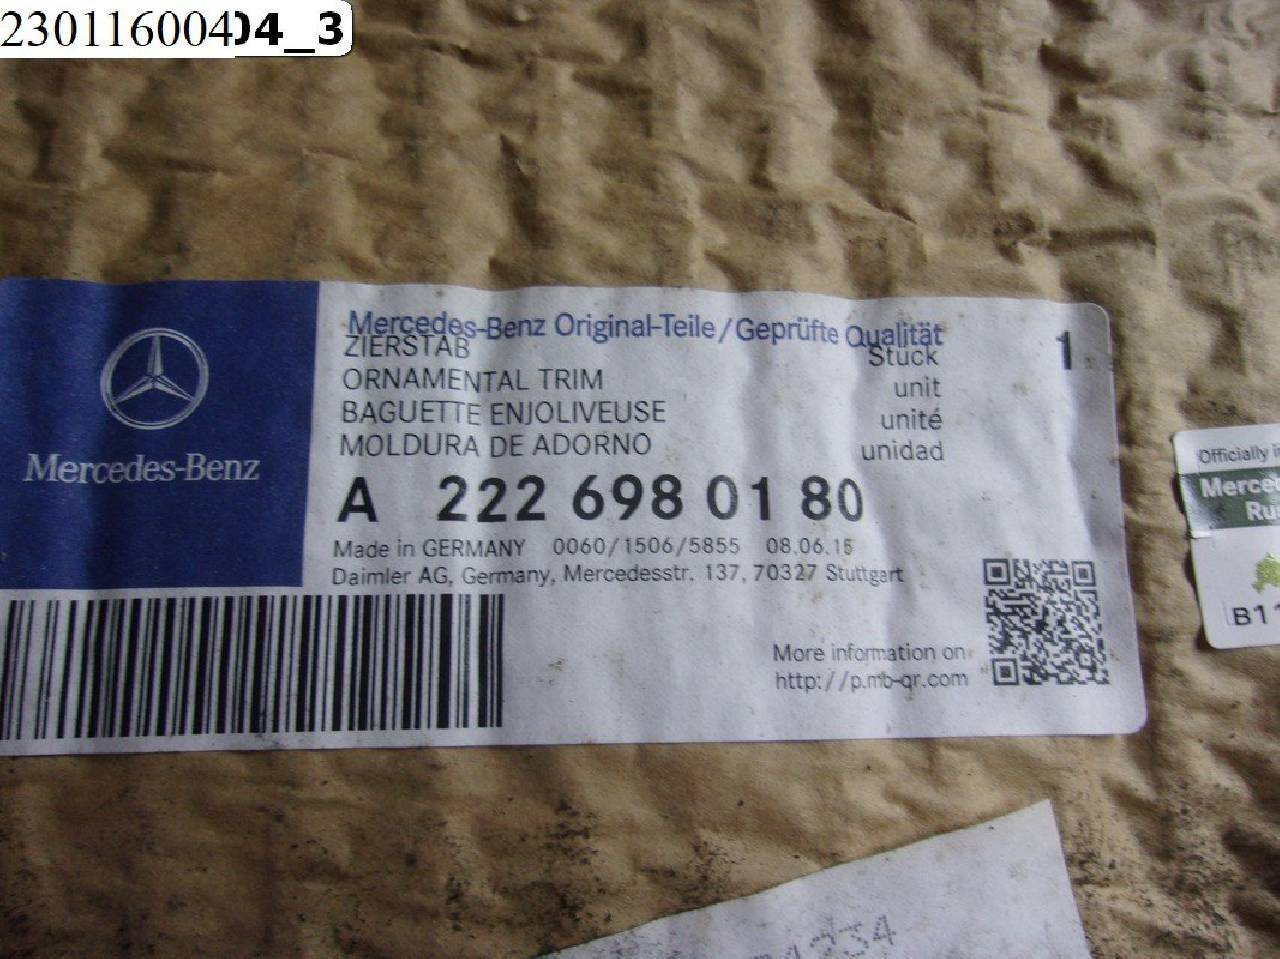 230116004
04_3
Mercedes-Benz Original-Teile/Geprüfte Qualität
ZIERSTAB Stück 1
ORNAMENTAL TRIM unit
BAGUETTE ENJOLIVEUSE unité
MOLDURA DE ADORNO unidad
Mercedes-Benz
A 222 698 01 80
Made in GERMANY 0060/1506/5855 08.06.15
Daimler AG, Germany, Mercedesstr. 137, 70327 Stuttgart
More information on
http://p.mb-qr.com
Officially
B11